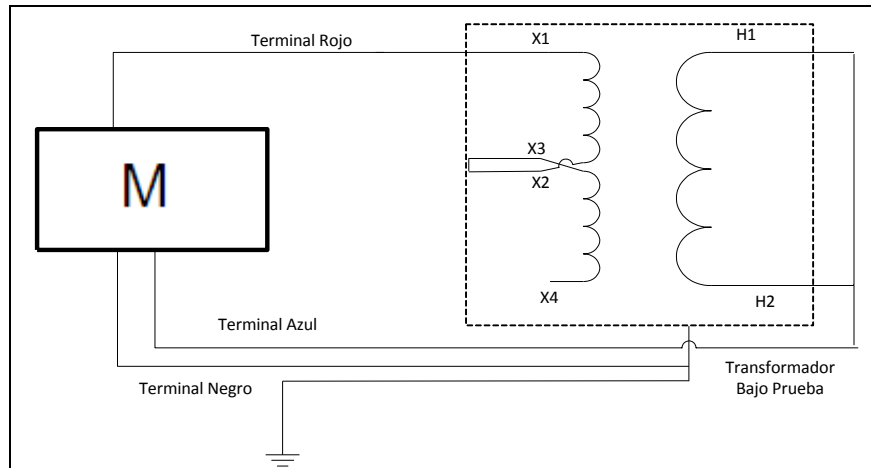 Terminal Rojo
X1
H1
M
X3
X2
X4
H2
Terminal Azul
Terminal Negro
Transformador
Bajo Prueba